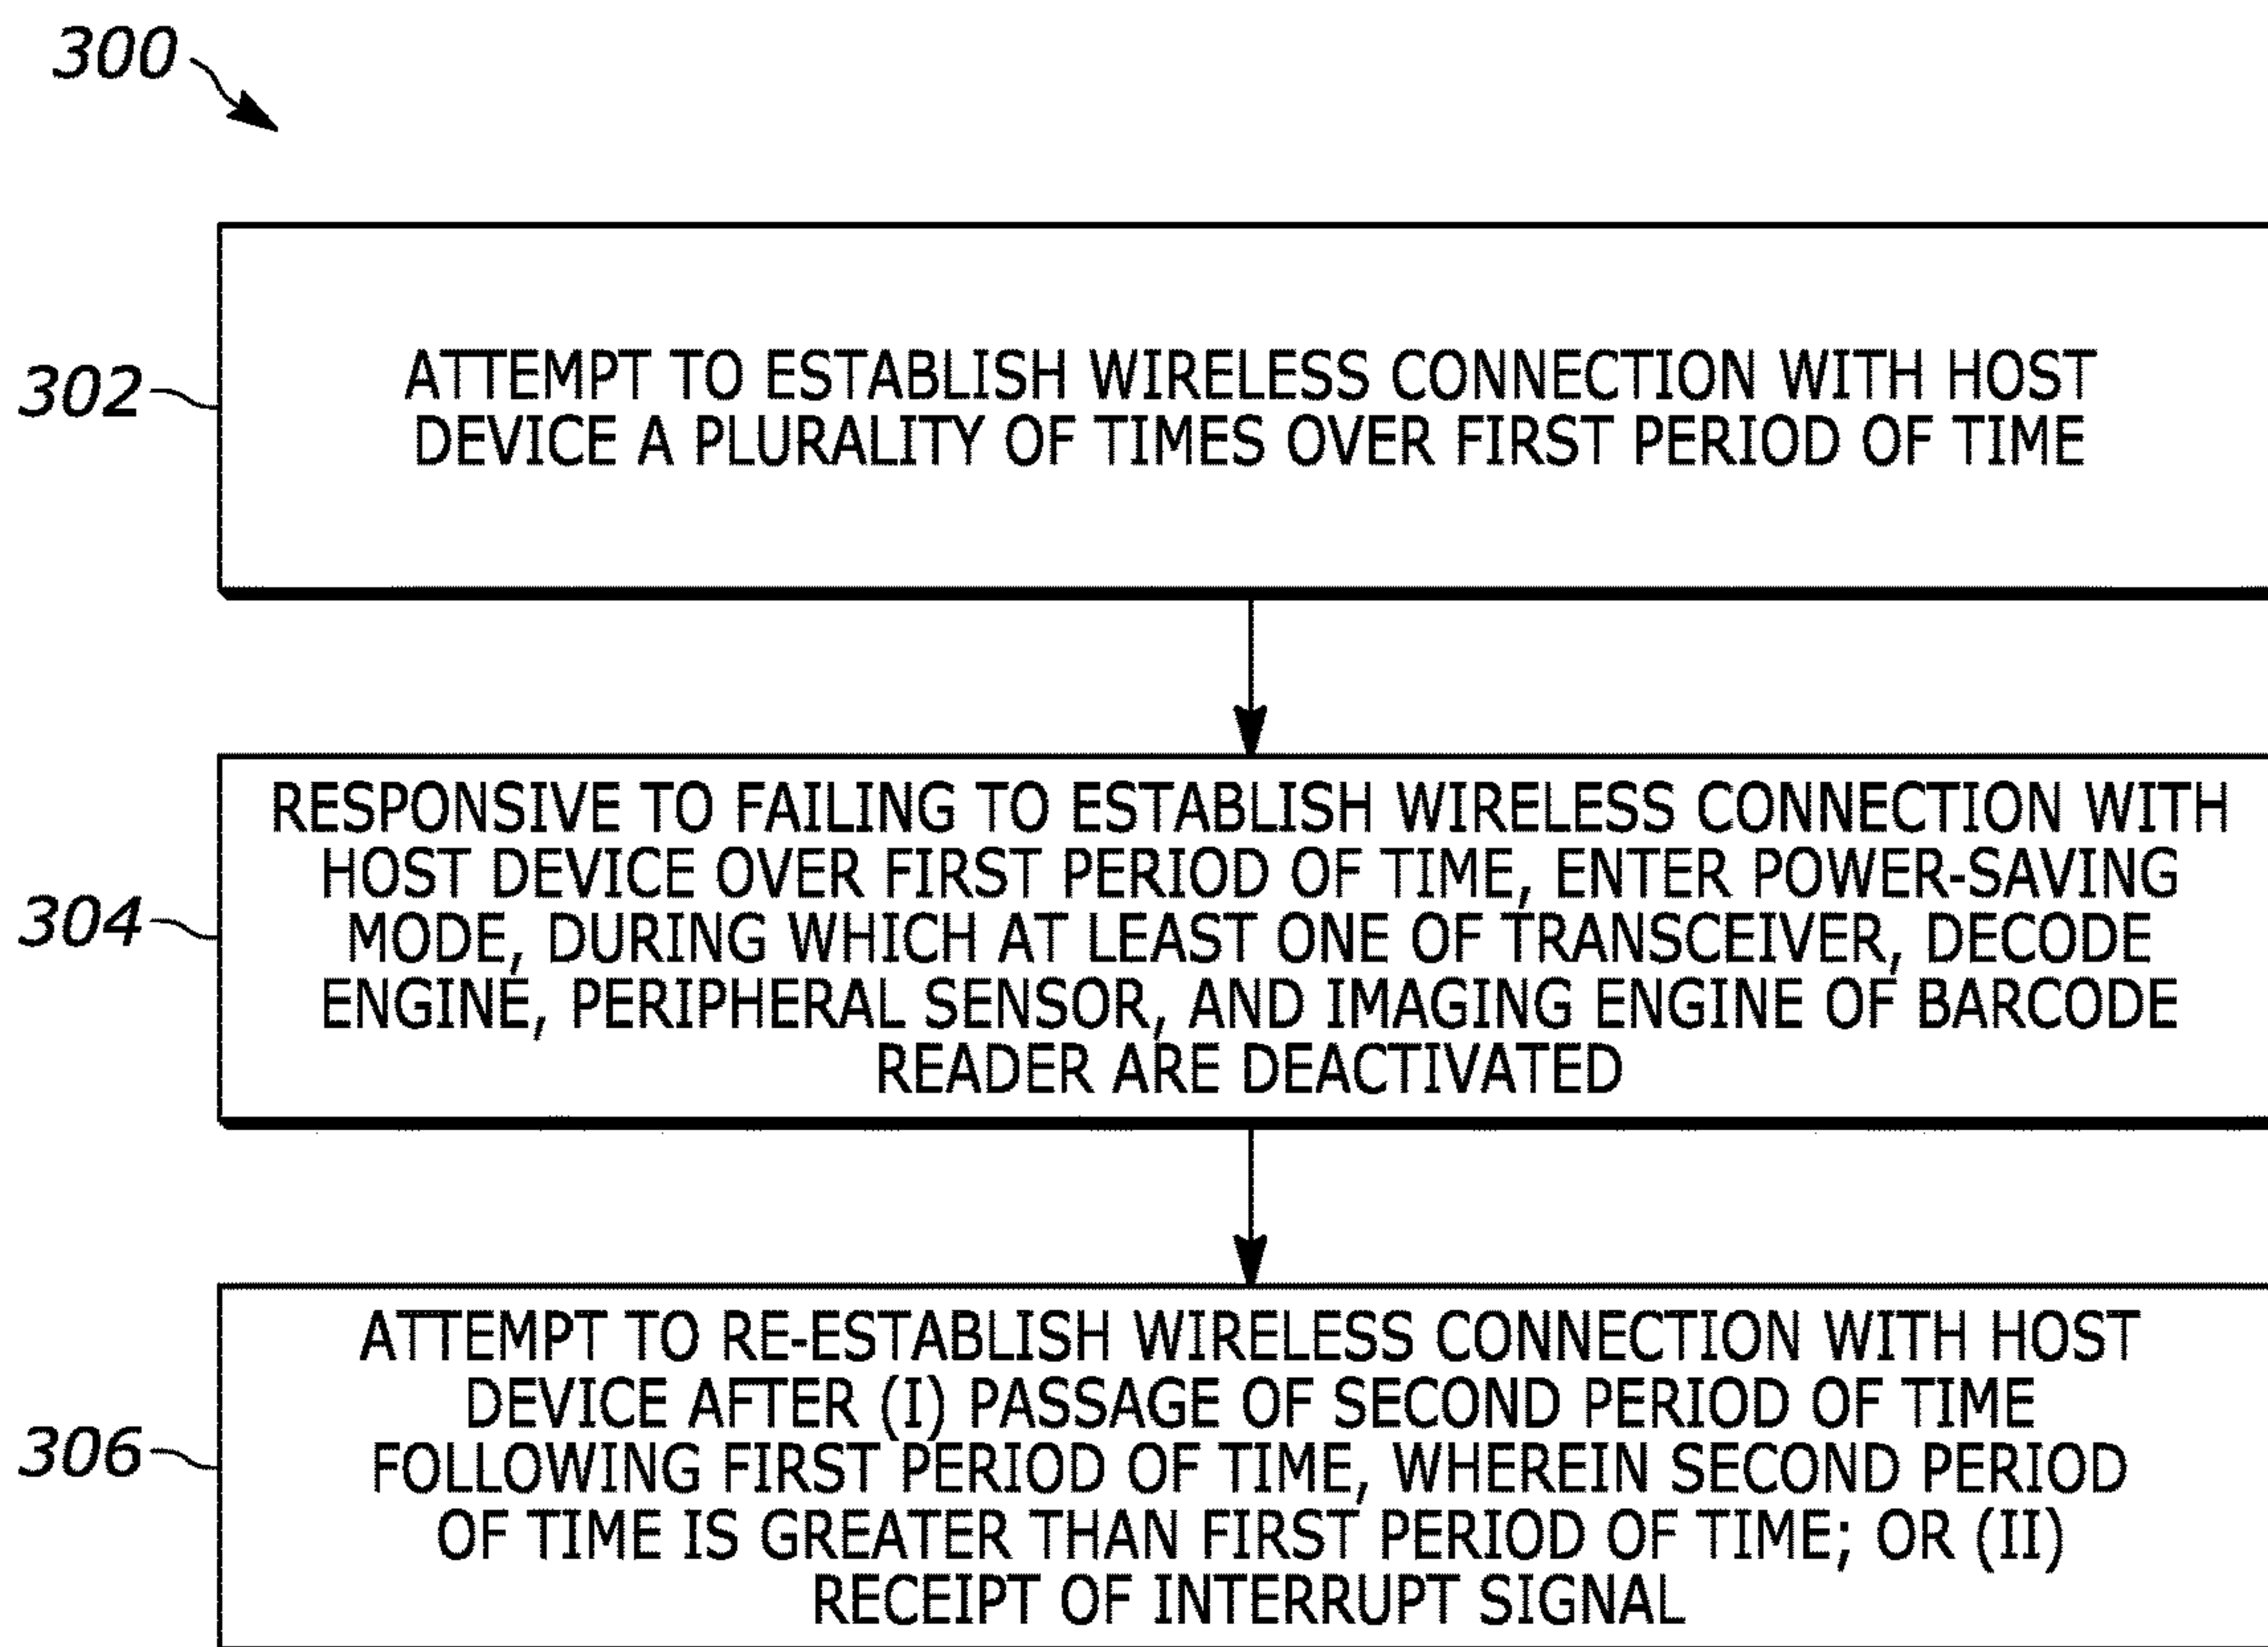 300
302
ATTEMPT TO ESTABLISH WIRELESS CONNECTION WITH HOST
DEVICE A PLURALITY OF TIMES OVER FIRST PERIOD OF TIME
304
RESPONSIVE TO FAILING TO ESTABLISH WIRELESS CONNECTION WITH
HOST DEVICE OVER FIRST PERIOD OF TIME, ENTER POWER-SAVING
MODE, DURING WHICH AT LEAST ONE OF TRANSCEIVER, DECODE
ENGINE, PERIPHERAL SENSOR, AND IMAGING ENGINE OF BARCODE
READER ARE DEACTIVATED
306
ATTEMPT TO RE-ESTABLISH WIRELESS CONNECTION WITH HOST
DEVICE AFTER (I) PASSAGE OF SECOND PERIOD OF TIME
FOLLOWING FIRST PERIOD OF TIME, WHEREIN SECOND PERIOD
OF TIME IS GREATER THAN FIRST PERIOD OF TIME; OR (II)
RECEIPT OF INTERRUPT SIGNAL